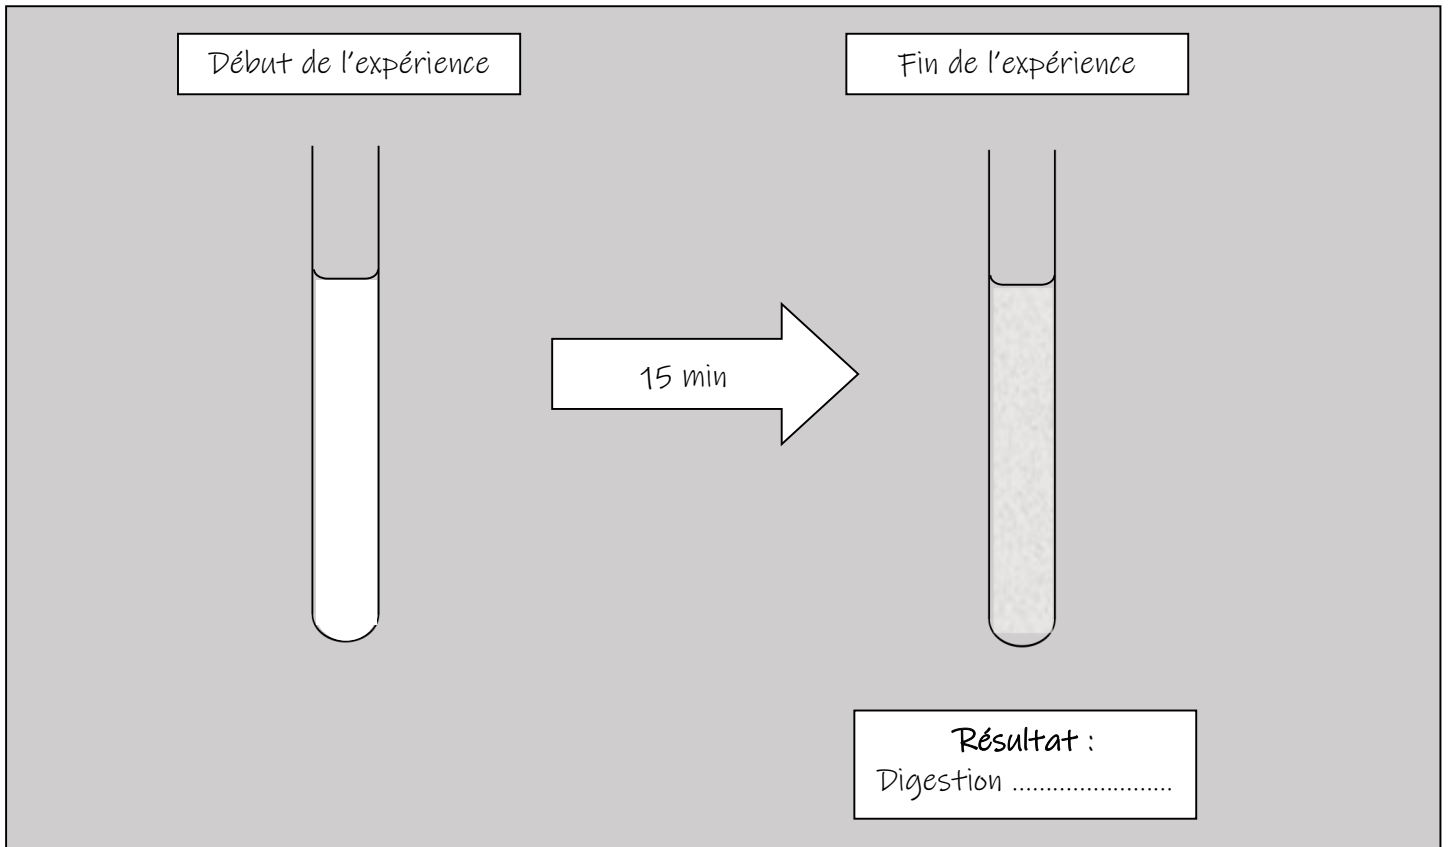 Début de l'expérience
Fin de l'expérience
15 min
Résultat :
Digestion ........................